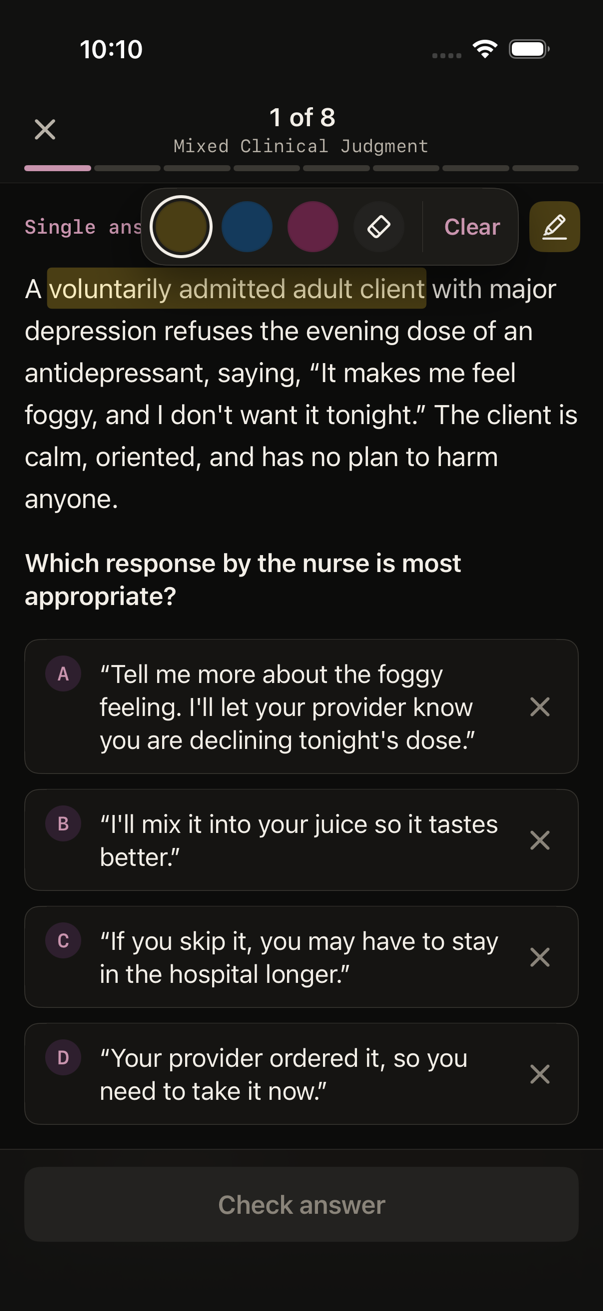 10:10
1 of 8
Mixed Clinical Judgment
Single ans
Clear
A voluntarily admitted adult client with major
depression refuses the evening dose of an
antidepressant, saying, “It makes me feel
foggy, and I don't want it tonight.” The client is
calm, oriented, and has no plan to harm
anyone.
Which response by the nurse is most
appropriate?
A
“Tell me more about the foggy
feeling. I'll let your provider know
you are declining tonight's dose.”
B
“I'll mix it into your juice so it tastes
better.”
C
“If you skip it, you may have to stay
in the hospital longer.”
D
“Your provider ordered it, so you
need to take it now.”
Check answer